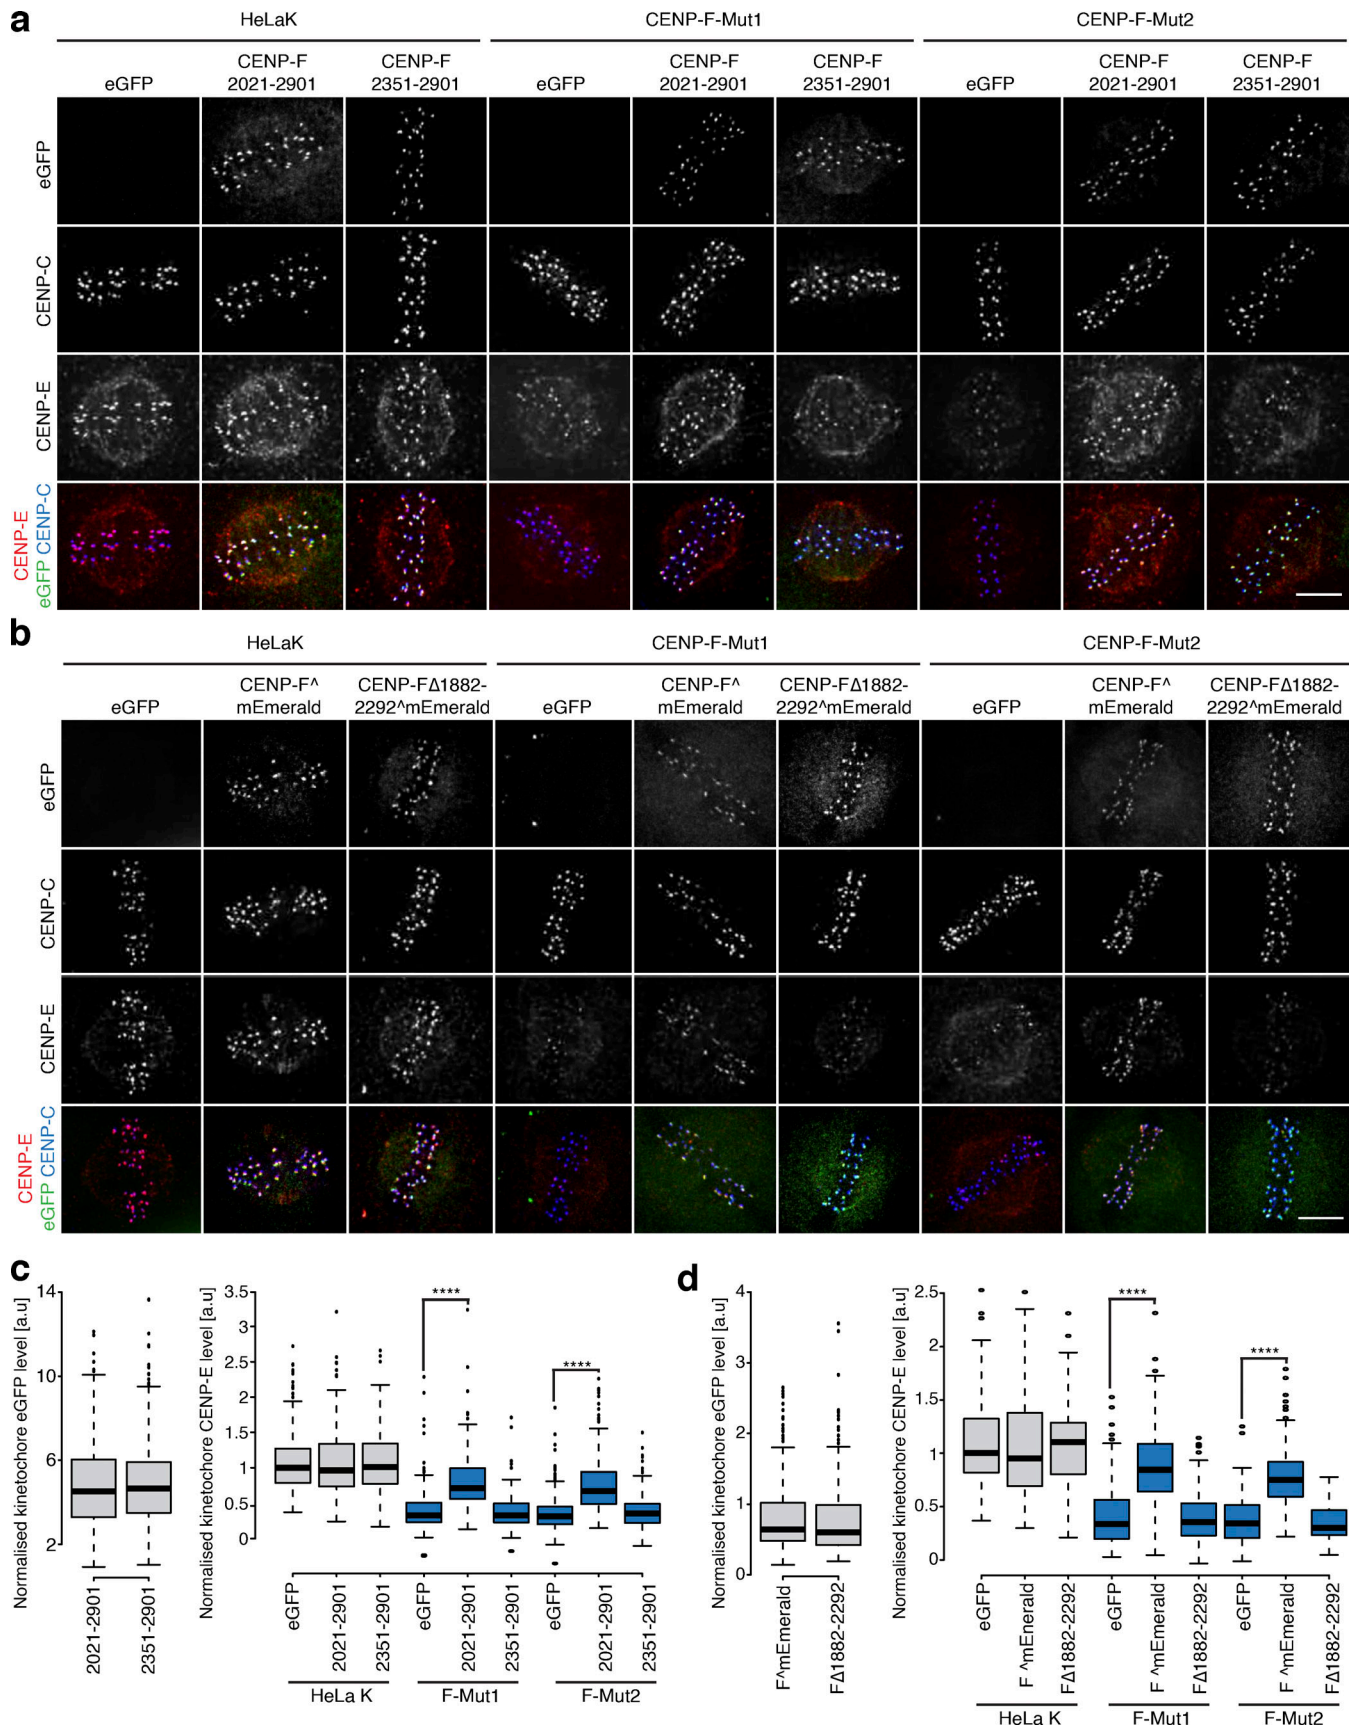 a
HeLaK
CENP-F-Mut1
CENP-F-Mut2
eGFP
CENP-F
2021-2901
CENP-F
2351-2901
eGFP
CENP-F
2021-2901
CENP-F
2351-2901
eGFP
CENP-F
2021-2901
CENP-F
2351-2901
eGFP
CENP-C
CENP-E
CENP-E
eGFP CENP-C
b
HeLaK
CENP-F-Mut1
CENP-F-Mut2
eGFP
CENP-F^
mEmerald
CENP-FΔ1882-
2292^mEmerald
eGFP
CENP-F^
mEmerald
CENP-FΔ1882-
2292^mEmerald
eGFP
CENP-F^
mEmerald
CENP-FΔ1882-
2292^mEmerald
eGFP
CENP-C
CENP-E
CENP-E
eGFP CENP-C
c
Normalised kinetochore eGFP level [a.u]
14
10
6
2
2021-2901
2351-2901
Normalised kinetochore CENP-E level [a.u]
3.5
3
2.5
2
1.5
1
0.5
0
****
****
eGFP
2021-2901
2351-2901
eGFP
2021-2901
2351-2901
eGFP
2021-2901
2351-2901
HeLa K
F-Mut1
F-Mut2
d
Normalised kinetochore eGFP level [a.u]
4
3
2
1
0
F^mEmerald
FΔ1882-2292
Normalised kinetochore CENP-E level [a.u]
2.5
2
1.5
1
0.5
0
****
****
eGFP
F ^mEmerald
FΔ1882-2292
eGFP
F ^mEmerald
FΔ1882-2292
eGFP
F ^mEmerald
FΔ1882-2292
HeLa K
F-Mut1
F-Mut2